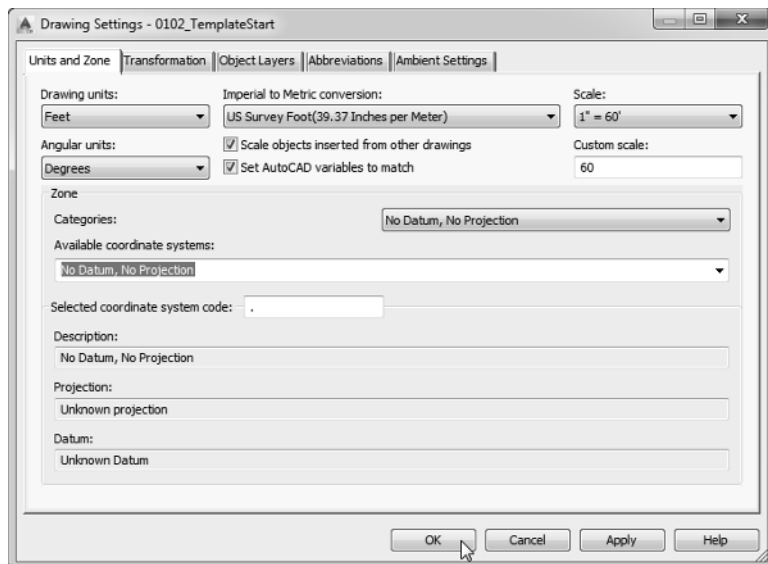 Drawing Settings - 0102_TemplateStart
Units and Zone Transformation Object Layers Abbreviations Ambient Settings
Drawing units: Imperial to Metric conversion: Scale:
Feet US Survey Foot(39.37 Inches per Meter) 1" = 60'
Angular units: Scale objects inserted from other drawings Custom scale:
Degrees Set AutoCAD variables to match 60
Zone
Categories: No Datum, No Projection
Available coordinate systems:
No Datum, No Projection
Selected coordinate system code: .
Description:
No Datum, No Projection
Projection:
Unknown projection
Datum:
Unknown Datum
OK Cancel Apply Help